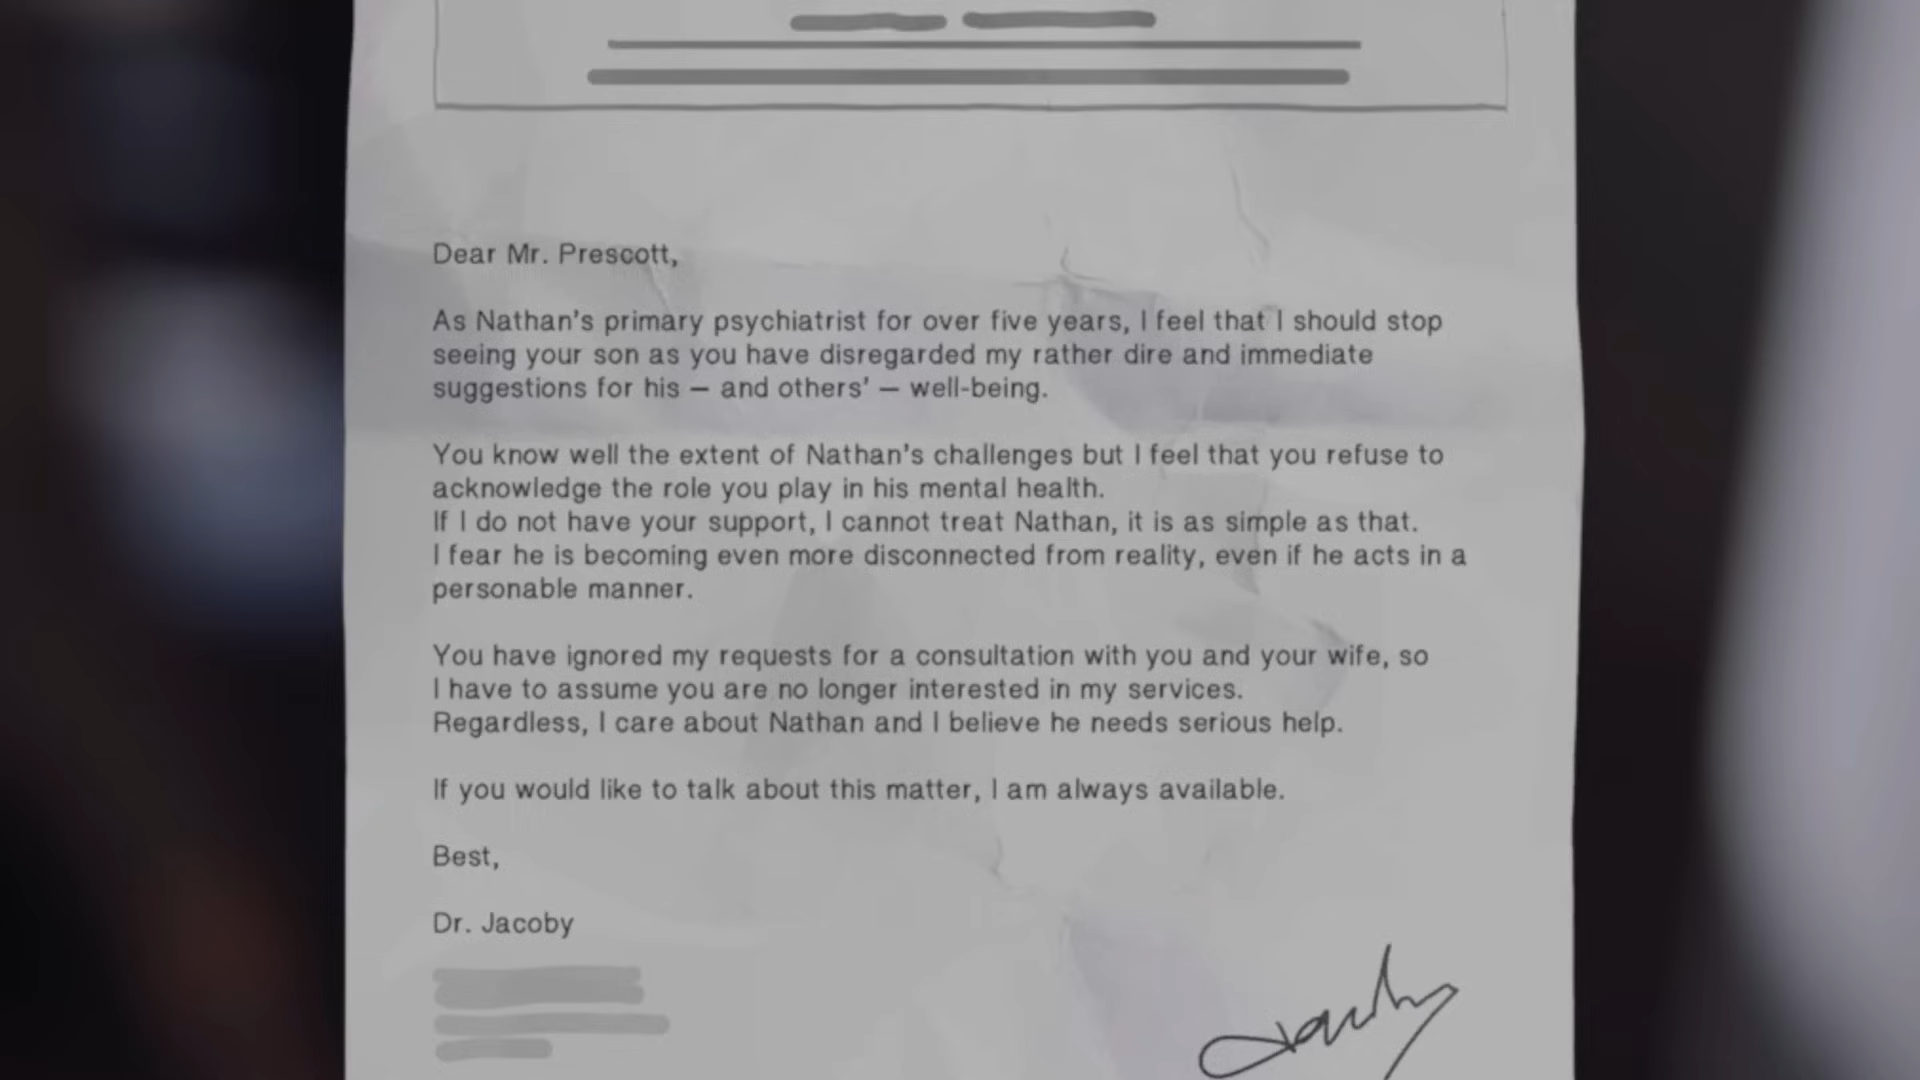 Dear Mr. Prescott,
As Nathan's primary psychiatrist for over five years, I feel that I should stop
seeing your son as you have disregarded my rather dire and immediate
suggestions for his – and others' – well-being.
You know well the extent of Nathan's challenges but I feel that you refuse to
acknowledge the role you play in his mental health.
If I do not have your support, I cannot treat Nathan, it is as simple as that.
I fear he is becoming even more disconnected from reality, even if he acts in a
personable manner.
You have ignored my requests for a consultation with you and your wife, so
I have to assume you are no longer interested in my services.
Regardless, I care about Nathan and I believe he needs serious help.
If you would like to talk about this matter, I am always available.
Best,
Dr. Jacoby
Jacoby